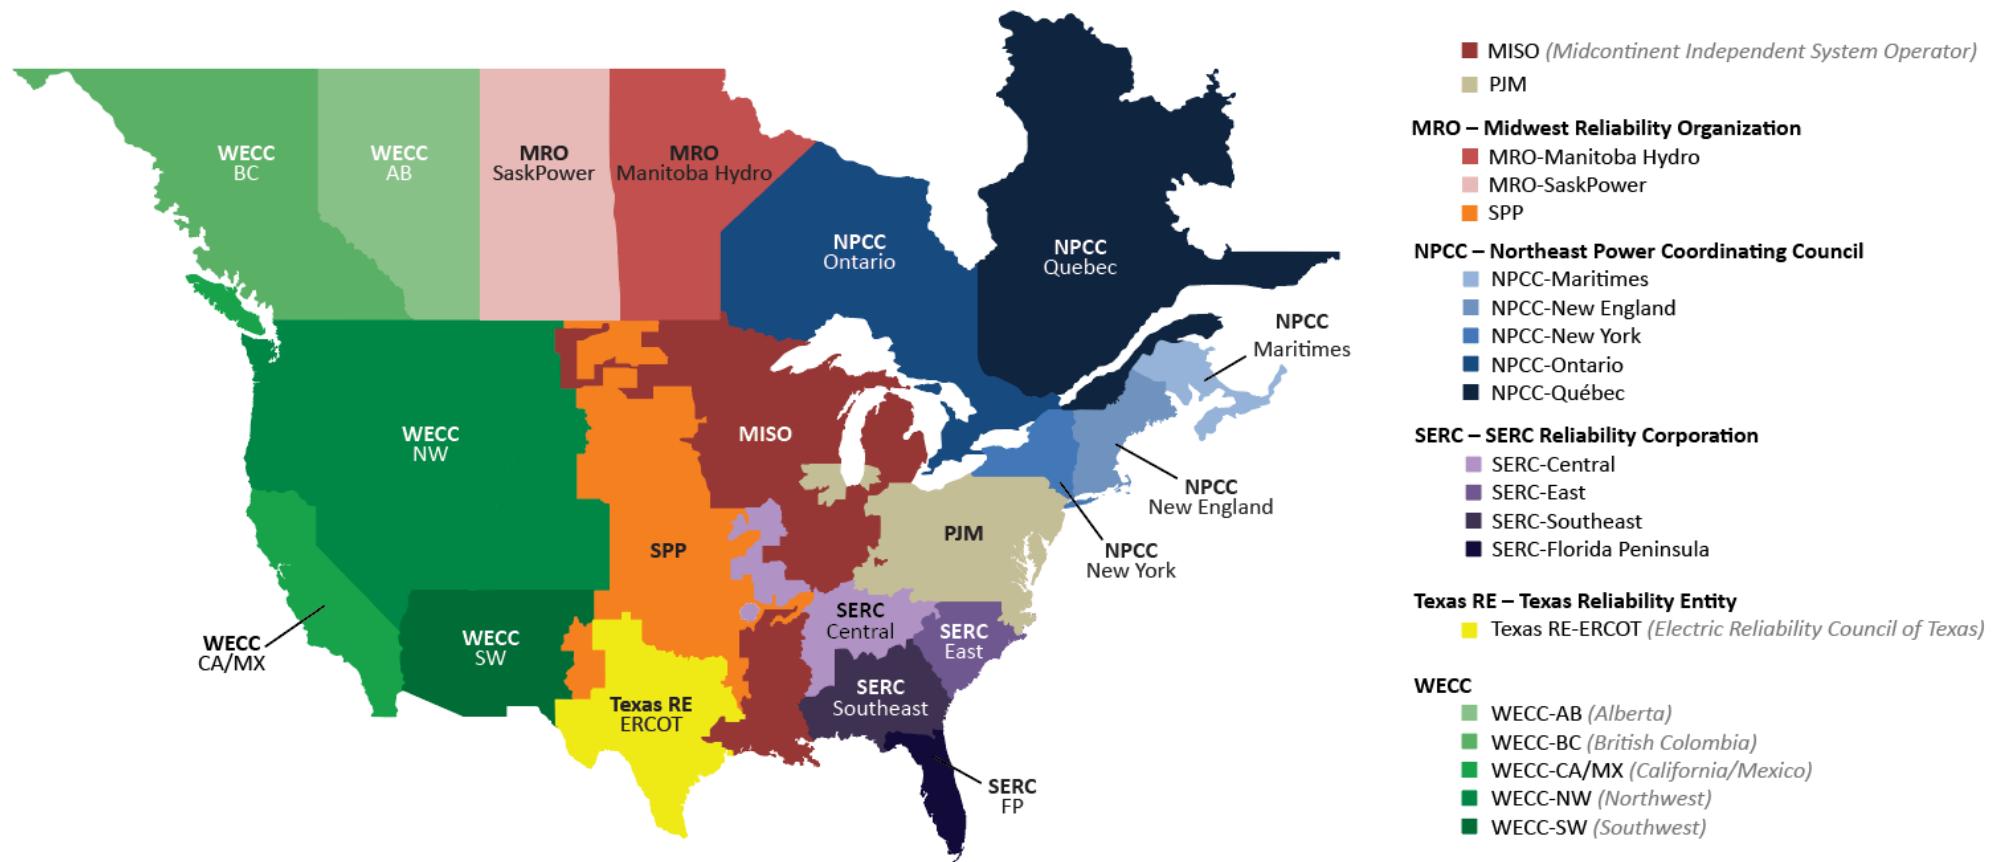 WECC
BC
WECC
AB
MRO
SaskPower
MRO
Manitoba Hydro
NPCC
Ontario
NPCC
Quebec
NPCC
Maritimes
WECC
NW
MISO
NPCC
New England
SPP
PJM
NPCC
New York
WECC
CA/MX
WECC
SW
SERC
Central
SERC
East
SERC
Southeast
Texas RE
ERCOT
SERC
FP
MISO (Midcontinent Independent System Operator)
PJM
MRO – Midwest Reliability Organization
MRO-Manitoba Hydro
MRO-SaskPower
SPP
NPCC – Northeast Power Coordinating Council
NPCC-Maritimes
NPCC-New England
NPCC-New York
NPCC-Ontario
NPCC-Québec
SERC – SERC Reliability Corporation
SERC-Central
SERC-East
SERC-Southeast
SERC-Florida Peninsula
Texas RE – Texas Reliability Entity
Texas RE-ERCOT (Electric Reliability Council of Texas)
WECC
WECC-AB (Alberta)
WECC-BC (British Colombia)
WECC-CA/MX (California/Mexico)
WECC-NW (Northwest)
WECC-SW (Southwest)